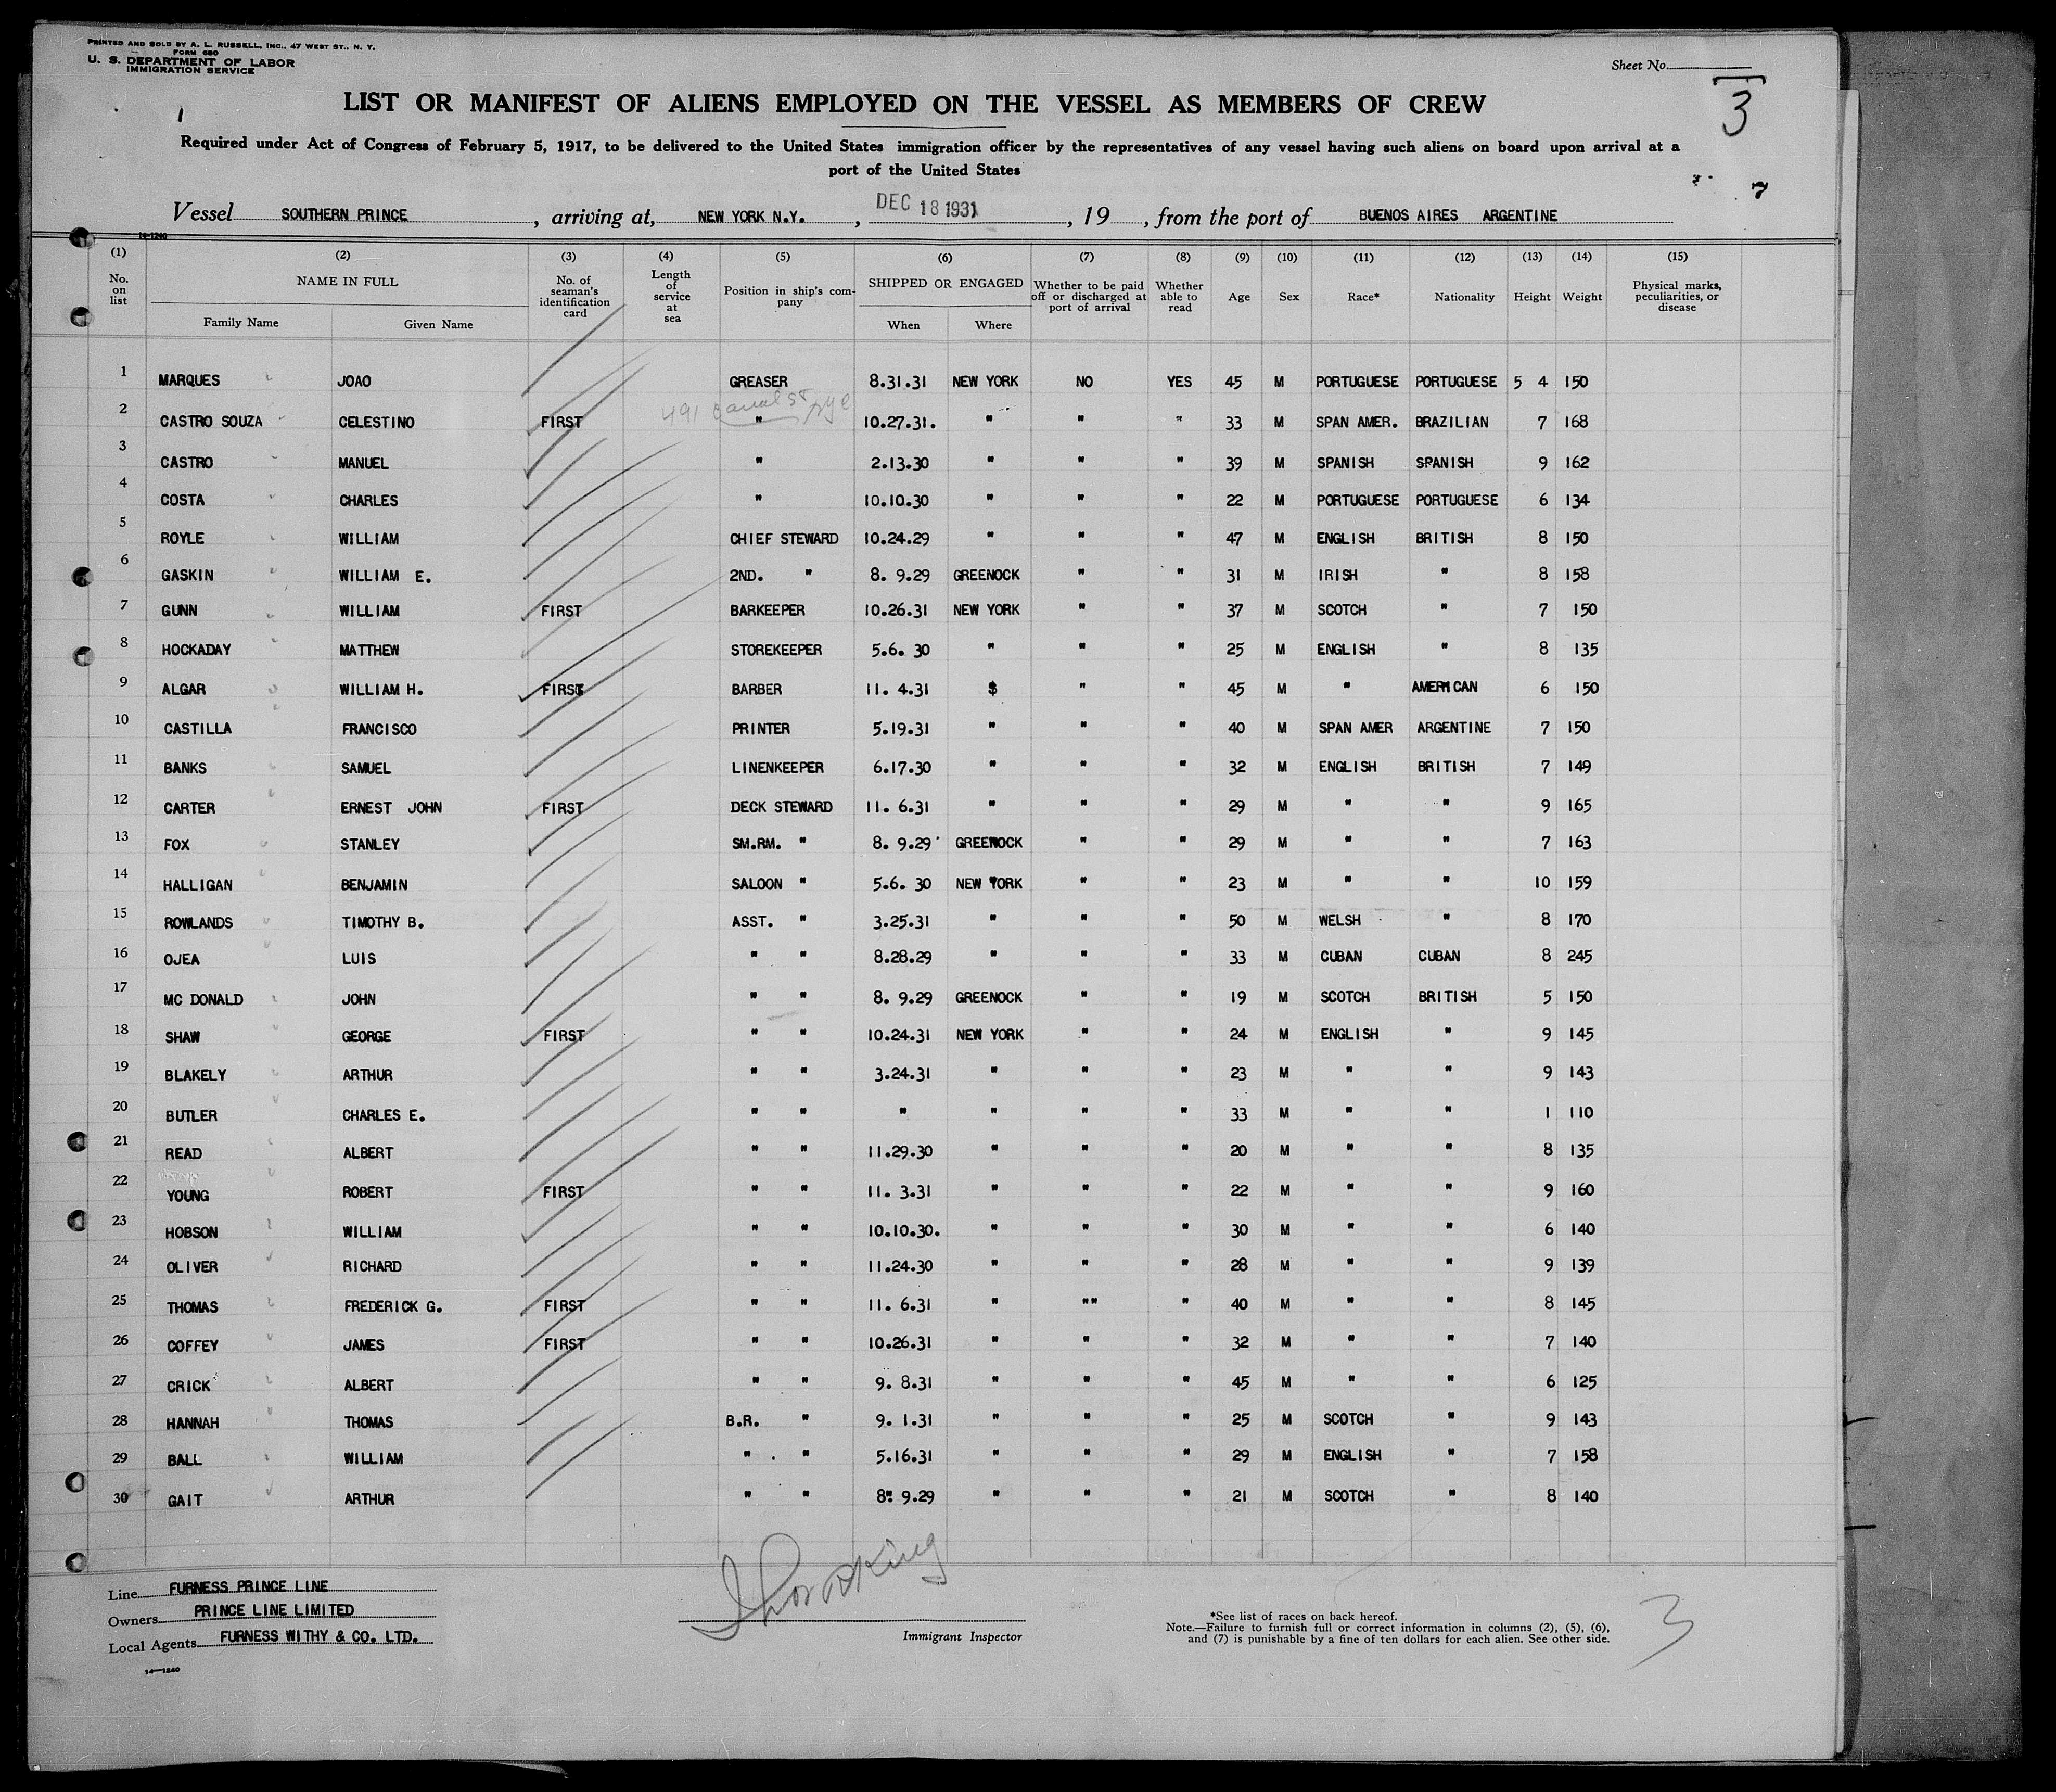 PRINTED AND SOLD BY A. L. RUSSELL, INC., 47 WEST ST., N. Y.
FORM 680
U. S. DEPARTMENT OF LABOR
IMMIGRATION SERVICE
Sheet No.
3
1
LIST OR MANIFEST OF ALIENS EMPLOYED ON THE VESSEL AS MEMBERS OF CREW
Required under Act of Congress of February 5, 1917, to be delivered to the United States immigration officer by the representatives of any vessel having such aliens on board upon arrival at a
port of the United States
7
Vessel SOUTHERN PRINCE , arriving at, NEW YORK N.Y. , DEC 18 1931 , 19 , from the port of BUENOS AIRES ARGENTINE
14-1240
(1) (2) (3) (4) (5) (6) (7) (8) (9) (10) (11) (12) (13) (14) (15)
No. on list NAME IN FULL Family Name Given Name No. of seaman's identification card Length of service at sea Position in ship's company SHIPPED OR ENGAGED When Where Whether to be paid off or discharged at port of arrival Whether able to read Age Sex Race* Nationality Height Weight Physical marks, peculiarities, or disease
1 MARQUES JOAO GREASER 8.31.31 NEW YORK NO YES 45 M PORTUGUESE PORTUGUESE 5 4 150
491 Canal St
2 CASTRO SOUZA CELESTINO FIRST " 10.27.31. " " " 33 M SPAN AMER. BRAZILIAN 7 168
3 CASTRO MANUEL " 2.13.30 " " " 39 M SPANISH SPANISH 9 162
4 COSTA CHARLES " 10.10.30 " " " 22 M PORTUGUESE PORTUGUESE 6 134
5 ROYLE WILLIAM CHIEF STEWARD 10.24.29 " " " 47 M ENGLISH BRITISH 8 150
6 GASKIN WILLIAM E. 2ND. " 8. 9.29 GREENOCK " " 31 M IRISH " 8 158
7 GUNN WILLIAM FIRST BARKEEPER 10.26.31 NEW YORK " " 37 M SCOTCH " 7 150
8 HOCKADAY MATTHEW STOREKEEPER 5.6. 30 " " " 25 M ENGLISH " 8 135
9 ALGAR WILLIAM H. FIRST BARBER 11. 4.31 $ " " 45 M " AMERICAN 6 150
10 CASTILLA FRANCISCO PRINTER 5.19.31 " " " 40 M SPAN AMER ARGENTINE 7 150
11 BANKS SAMUEL LINENKEEPER 6.17.30 " " " 32 M ENGLISH BRITISH 7 149
12 CARTER ERNEST JOHN FIRST DECK STEWARD 11. 6.31 " " " 29 M " " 9 165
13 FOX STANLEY SM.RM. " 8. 9.29 GREENOCK " " 29 M " " 7 163
14 HALLIGAN BENJAMIN SALOON " 5.6. 30 NEW YORK " " 23 M " " 10 159
15 ROWLANDS TIMOTHY B. ASST. " 3.25.31 " " " 50 M WELSH " 8 170
16 OJEA LUIS " " 8.28.29 " " " 33 M CUBAN CUBAN 8 245
17 MC DONALD JOHN " " 8. 9.29 GREENOCK " " 19 M SCOTCH BRITISH 5 150
18 SHAW GEORGE FIRST " " 10.24.31 NEW YORK " " 24 M ENGLISH " 9 145
19 BLAKELY ARTHUR " " 3.24.31 " " " 23 M " " 9 143
20 BUTLER CHARLES E. " " " " " " 33 M " " 1 110
21 READ ALBERT " " 11.29.30 " " " 20 M " " 8 135
22 YOUNG ROBERT FIRST " " 11. 3.31 " " " 22 M " " 9 160
23 HOBSON WILLIAM " " 10.10.30. " " " 30 M " " 6 140
24 OLIVER RICHARD " " 11.24.30 " " " 28 M " " 9 139
25 THOMAS FREDERICK G. FIRST " " 11. 6.31 " "" " 40 M " " 8 145
26 COFFEY JAMES FIRST " " 10.26.31 " " " 32 M " " 7 140
27 CRICK ALBERT " " 9. 8.31 " " " 45 M " " 6 125
28 HANNAH THOMAS B.R. " 9. 1.31 " " " 25 M SCOTCH " 9 143
29 BALL WILLIAM " . " 5.16.31 " " " 29 M ENGLISH " 7 158
30 GAIT ARTHUR " " 8. 9.29 " " " 21 M SCOTCH " 8 140
Line FURNESS PRINCE LINE
Owners PRINCE LINE LIMITED
Local Agents FURNESS WITHY & CO. LTD.
14—1240
Immigrant Inspector
*See list of races on back hereof.
Note.—Failure to furnish full or correct information in columns (2), (5), (6),
and (7) is punishable by a fine of ten dollars for each alien. See other side.
3